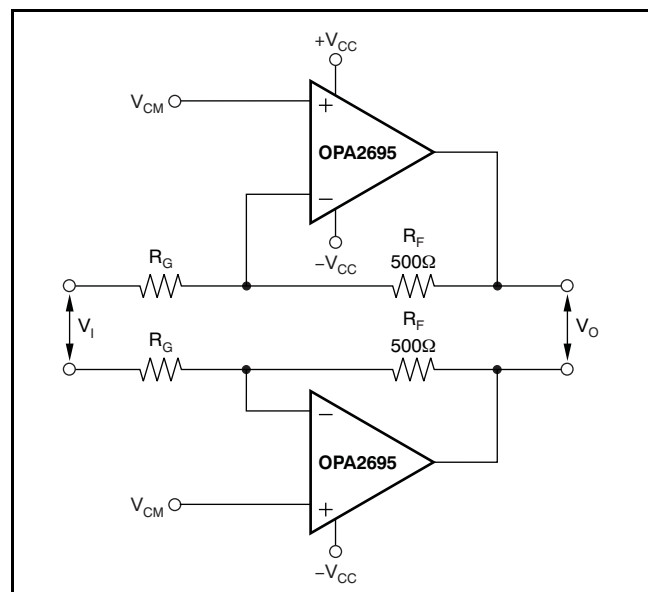 +V_CC
V_CM
+
OPA2695
−
−V_CC
R_G
R_F
500Ω
V_I
V_O
R_G
R_F
500Ω
−
OPA2695
V_CM
+
−V_CC